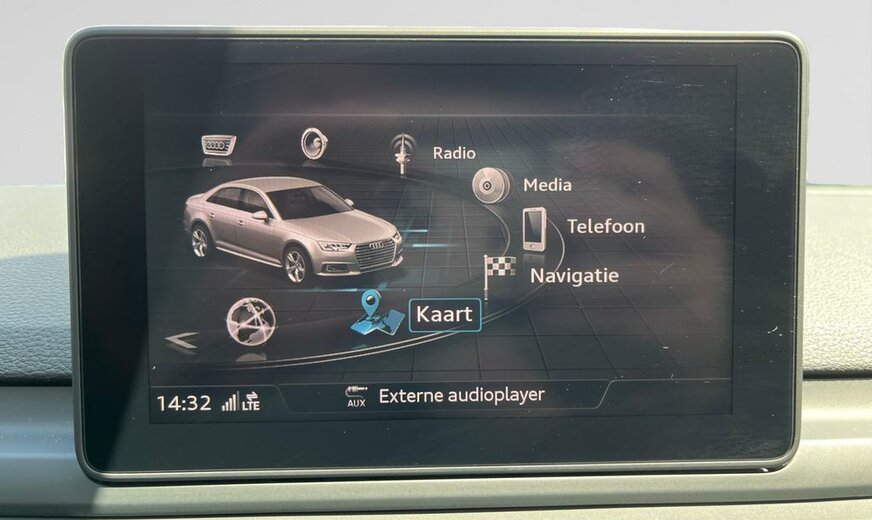 Radio
Media
Telefoon
Navigatie
Kaart
14:32
LTE
AUX
Externe audioplayer